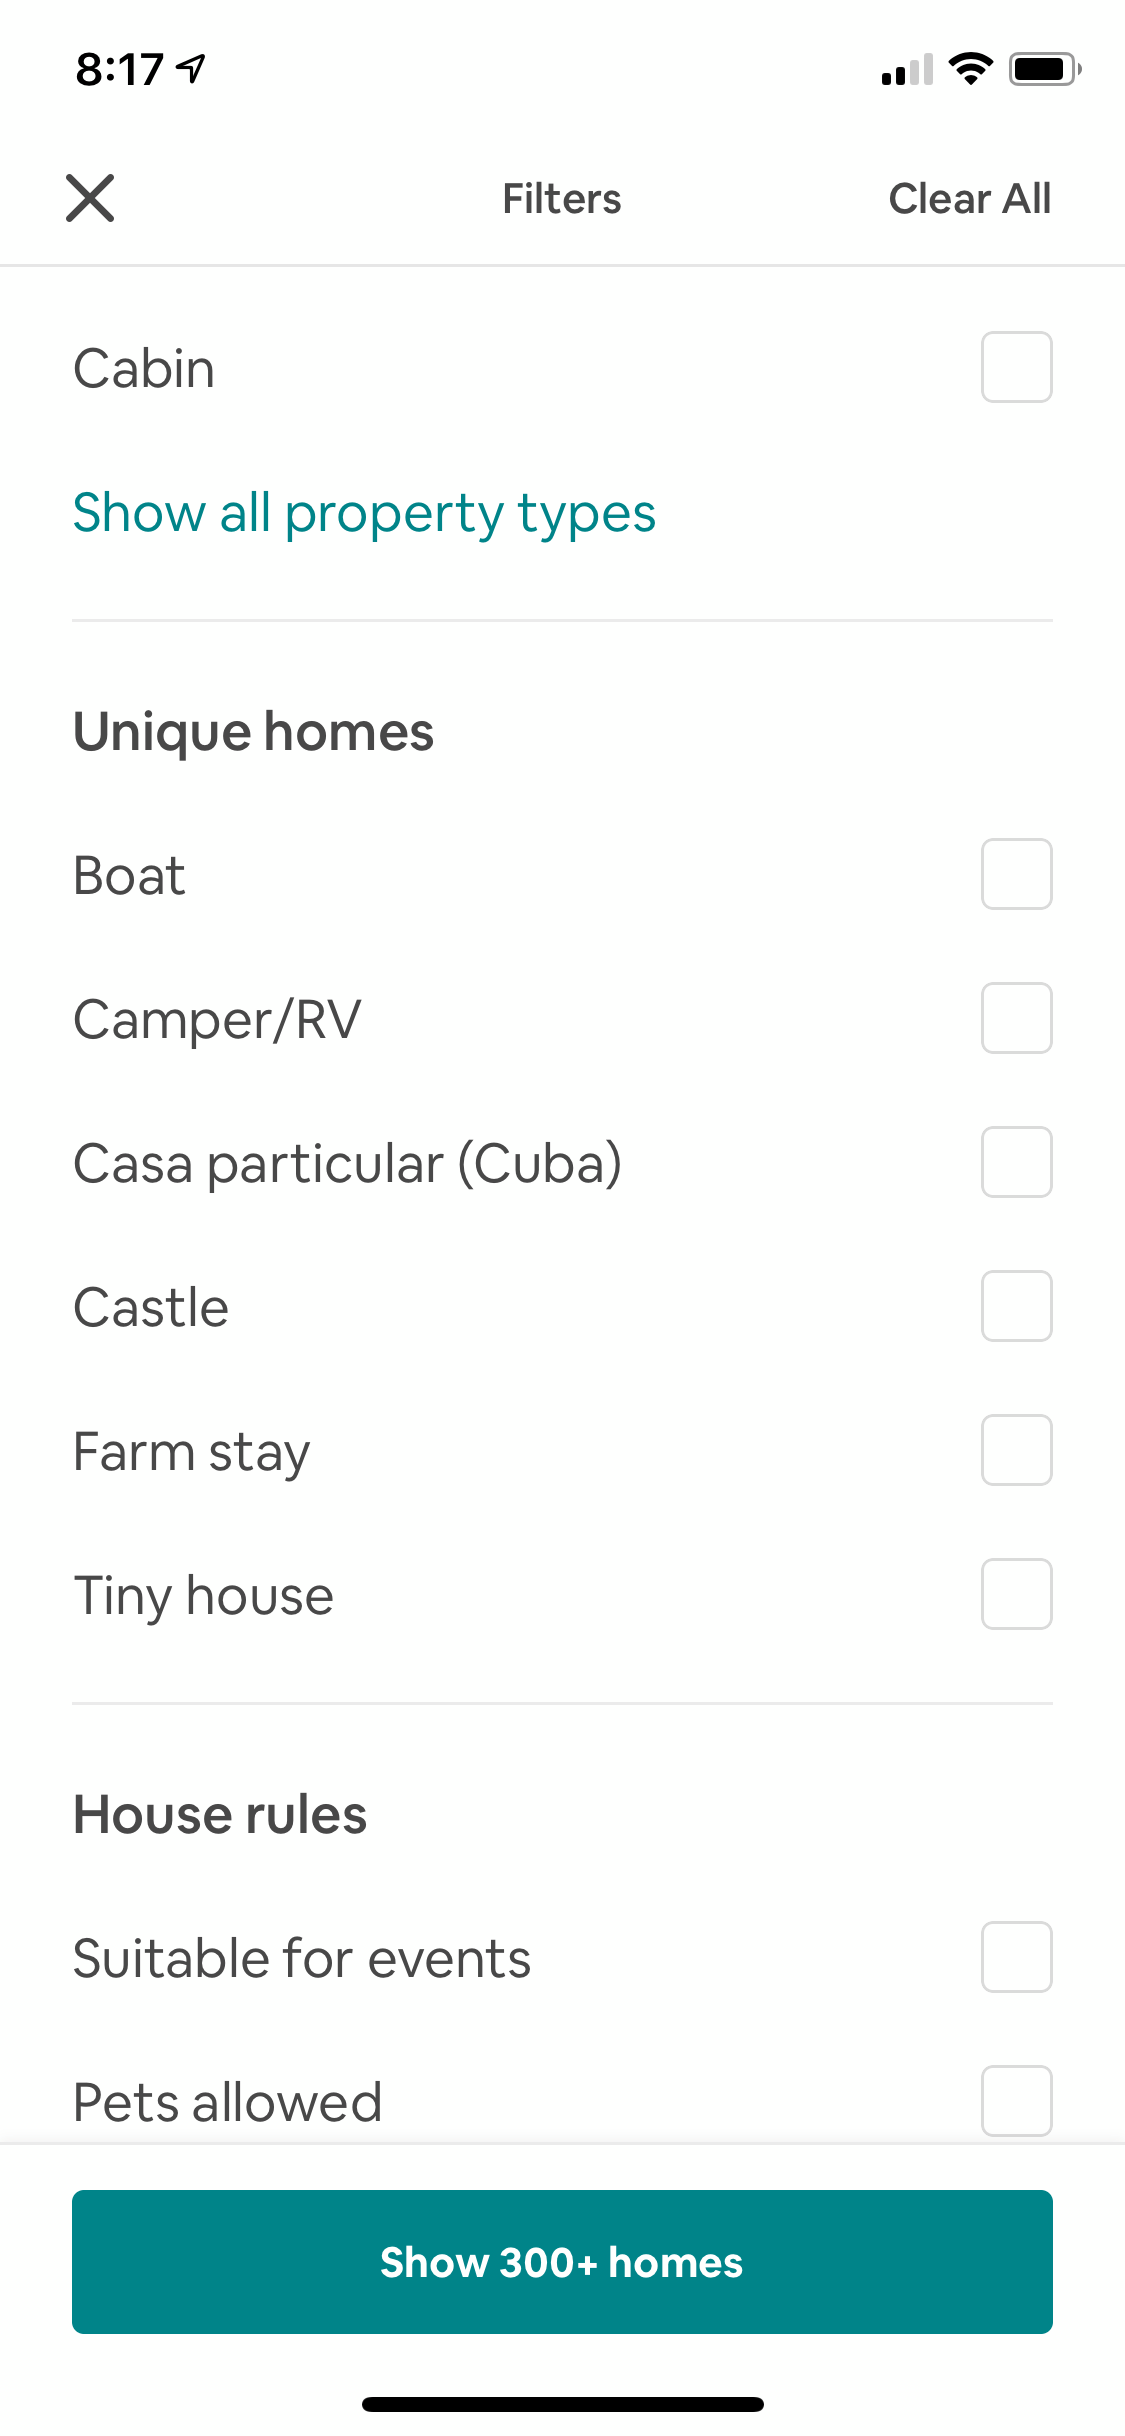 8:17
Filters
Clear All
Cabin
Show all property types
Unique homes
Boat
Camper/RV
Casa particular (Cuba)
Castle
Farm stay
Tiny house
House rules
Suitable for events
Pets allowed
Show 300+ homes